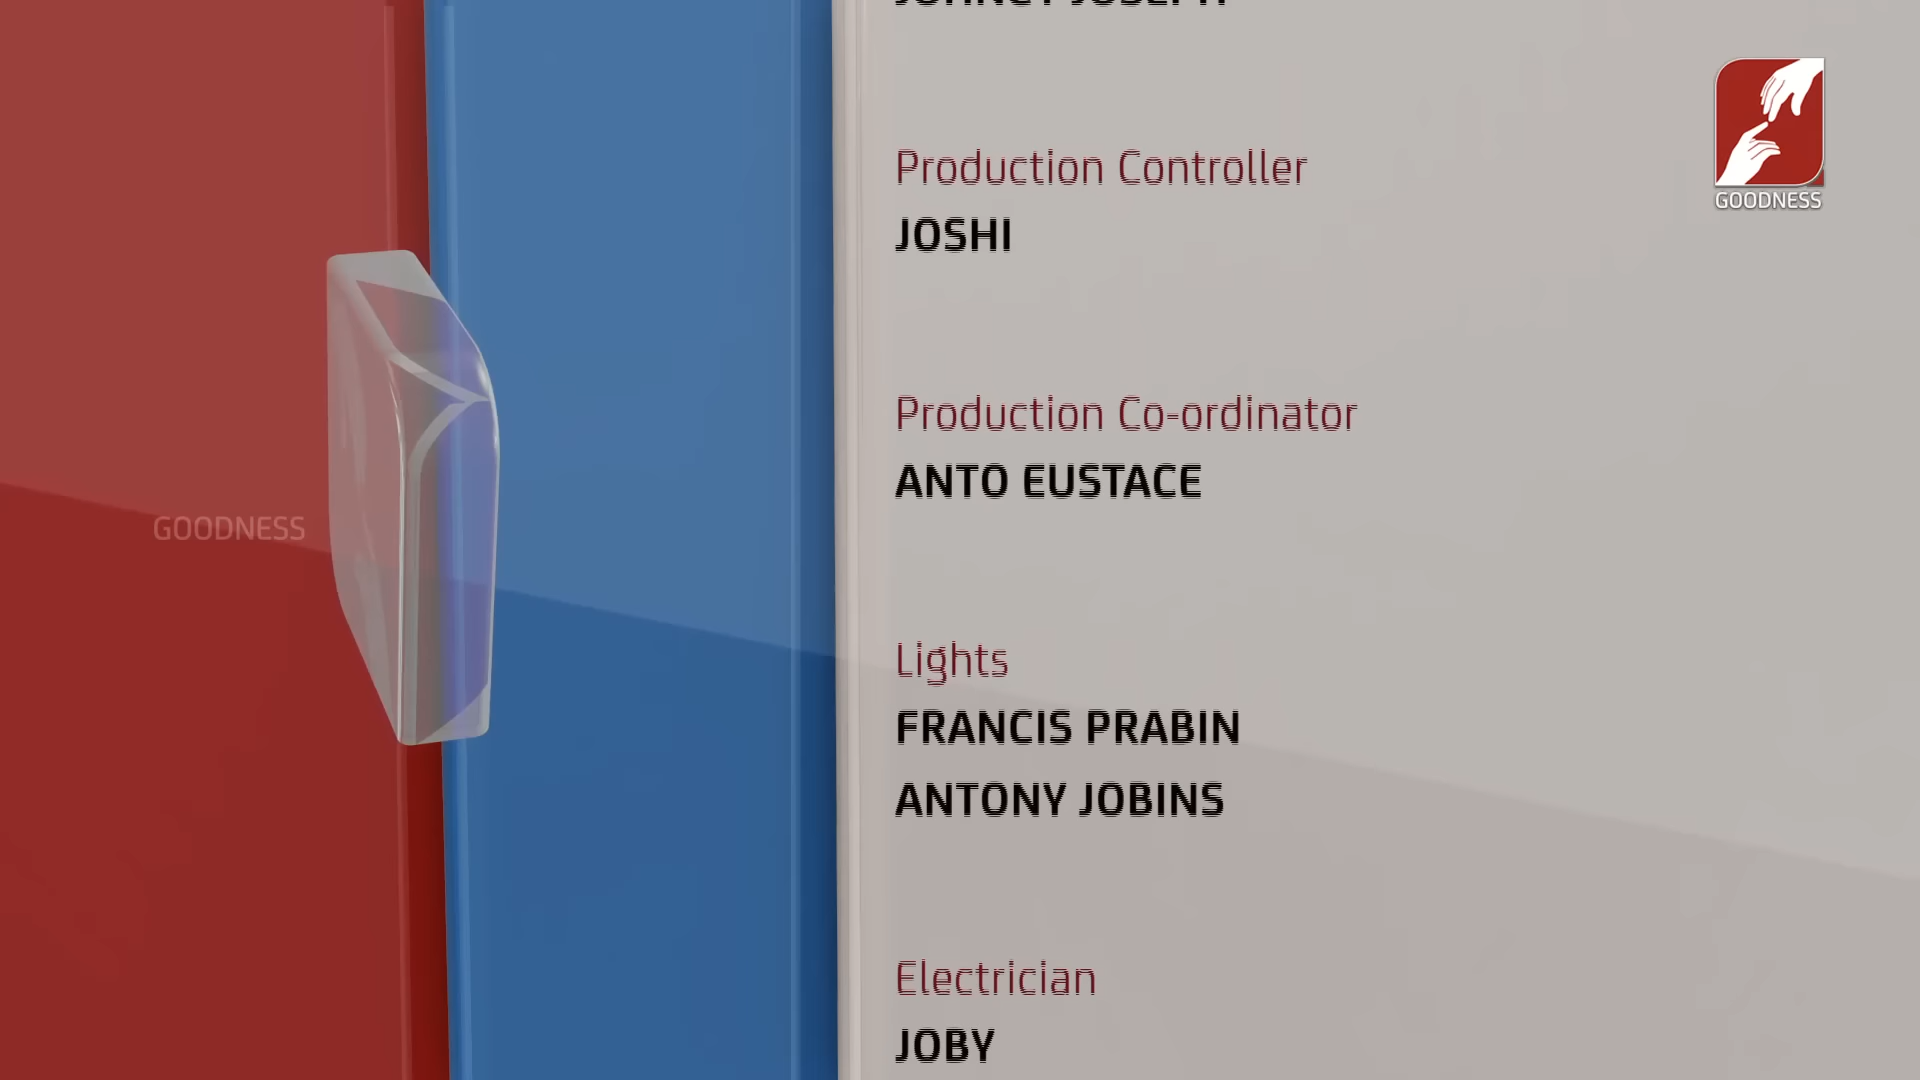 Production Controller
JOSHI
GOODNESS
Production Co-ordinator
ANTO EUSTACE
GOODNESS
Lights
FRANCIS PRABIN
ANTONY JOBINS
Electrician
JOBY